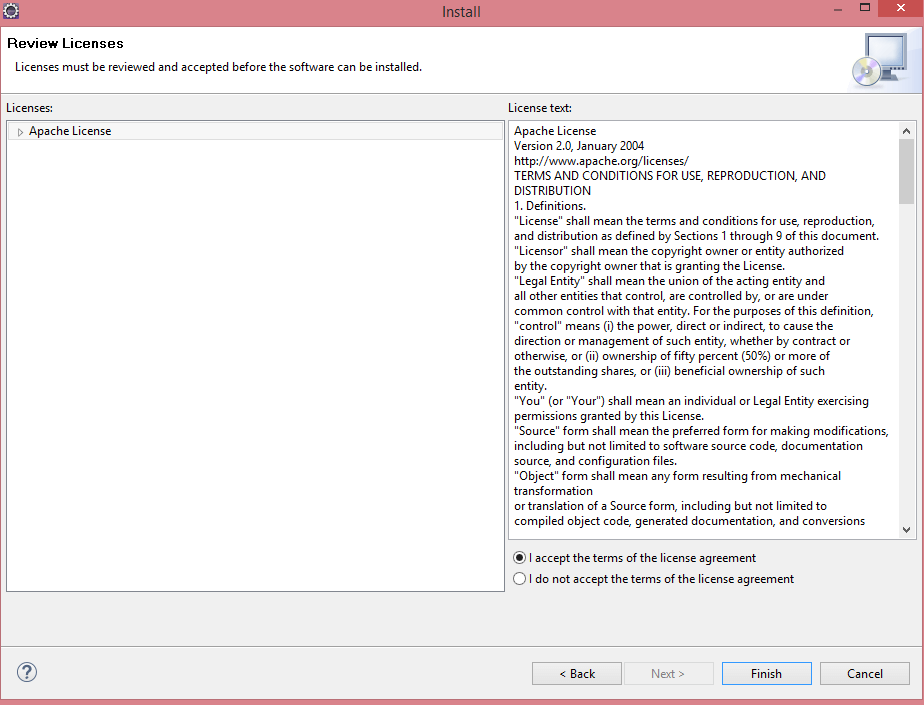 Install
Review Licenses
Licenses must be reviewed and accepted before the software can be installed.
Licenses:
Apache License
License text:
Apache License
Version 2.0, January 2004
http://www.apache.org/licenses/
TERMS AND CONDITIONS FOR USE, REPRODUCTION, AND
DISTRIBUTION
1. Definitions.
"License" shall mean the terms and conditions for use, reproduction,
and distribution as defined by Sections 1 through 9 of this document.
"Licensor" shall mean the copyright owner or entity authorized
by the copyright owner that is granting the License.
"Legal Entity" shall mean the union of the acting entity and
all other entities that control, are controlled by, or are under
common control with that entity. For the purposes of this definition,
"control" means (i) the power, direct or indirect, to cause the
direction or management of such entity, whether by contract or
otherwise, or (ii) ownership of fifty percent (50%) or more of
the outstanding shares, or (iii) beneficial ownership of such
entity.
"You" (or "Your") shall mean an individual or Legal Entity exercising
permissions granted by this License.
"Source" form shall mean the preferred form for making modifications,
including but not limited to software source code, documentation
source, and configuration files.
"Object" form shall mean any form resulting from mechanical
transformation
or translation of a Source form, including but not limited to
compiled object code, generated documentation, and conversions
I accept the terms of the license agreement
I do not accept the terms of the license agreement
?
< Back
Next >
Finish
Cancel